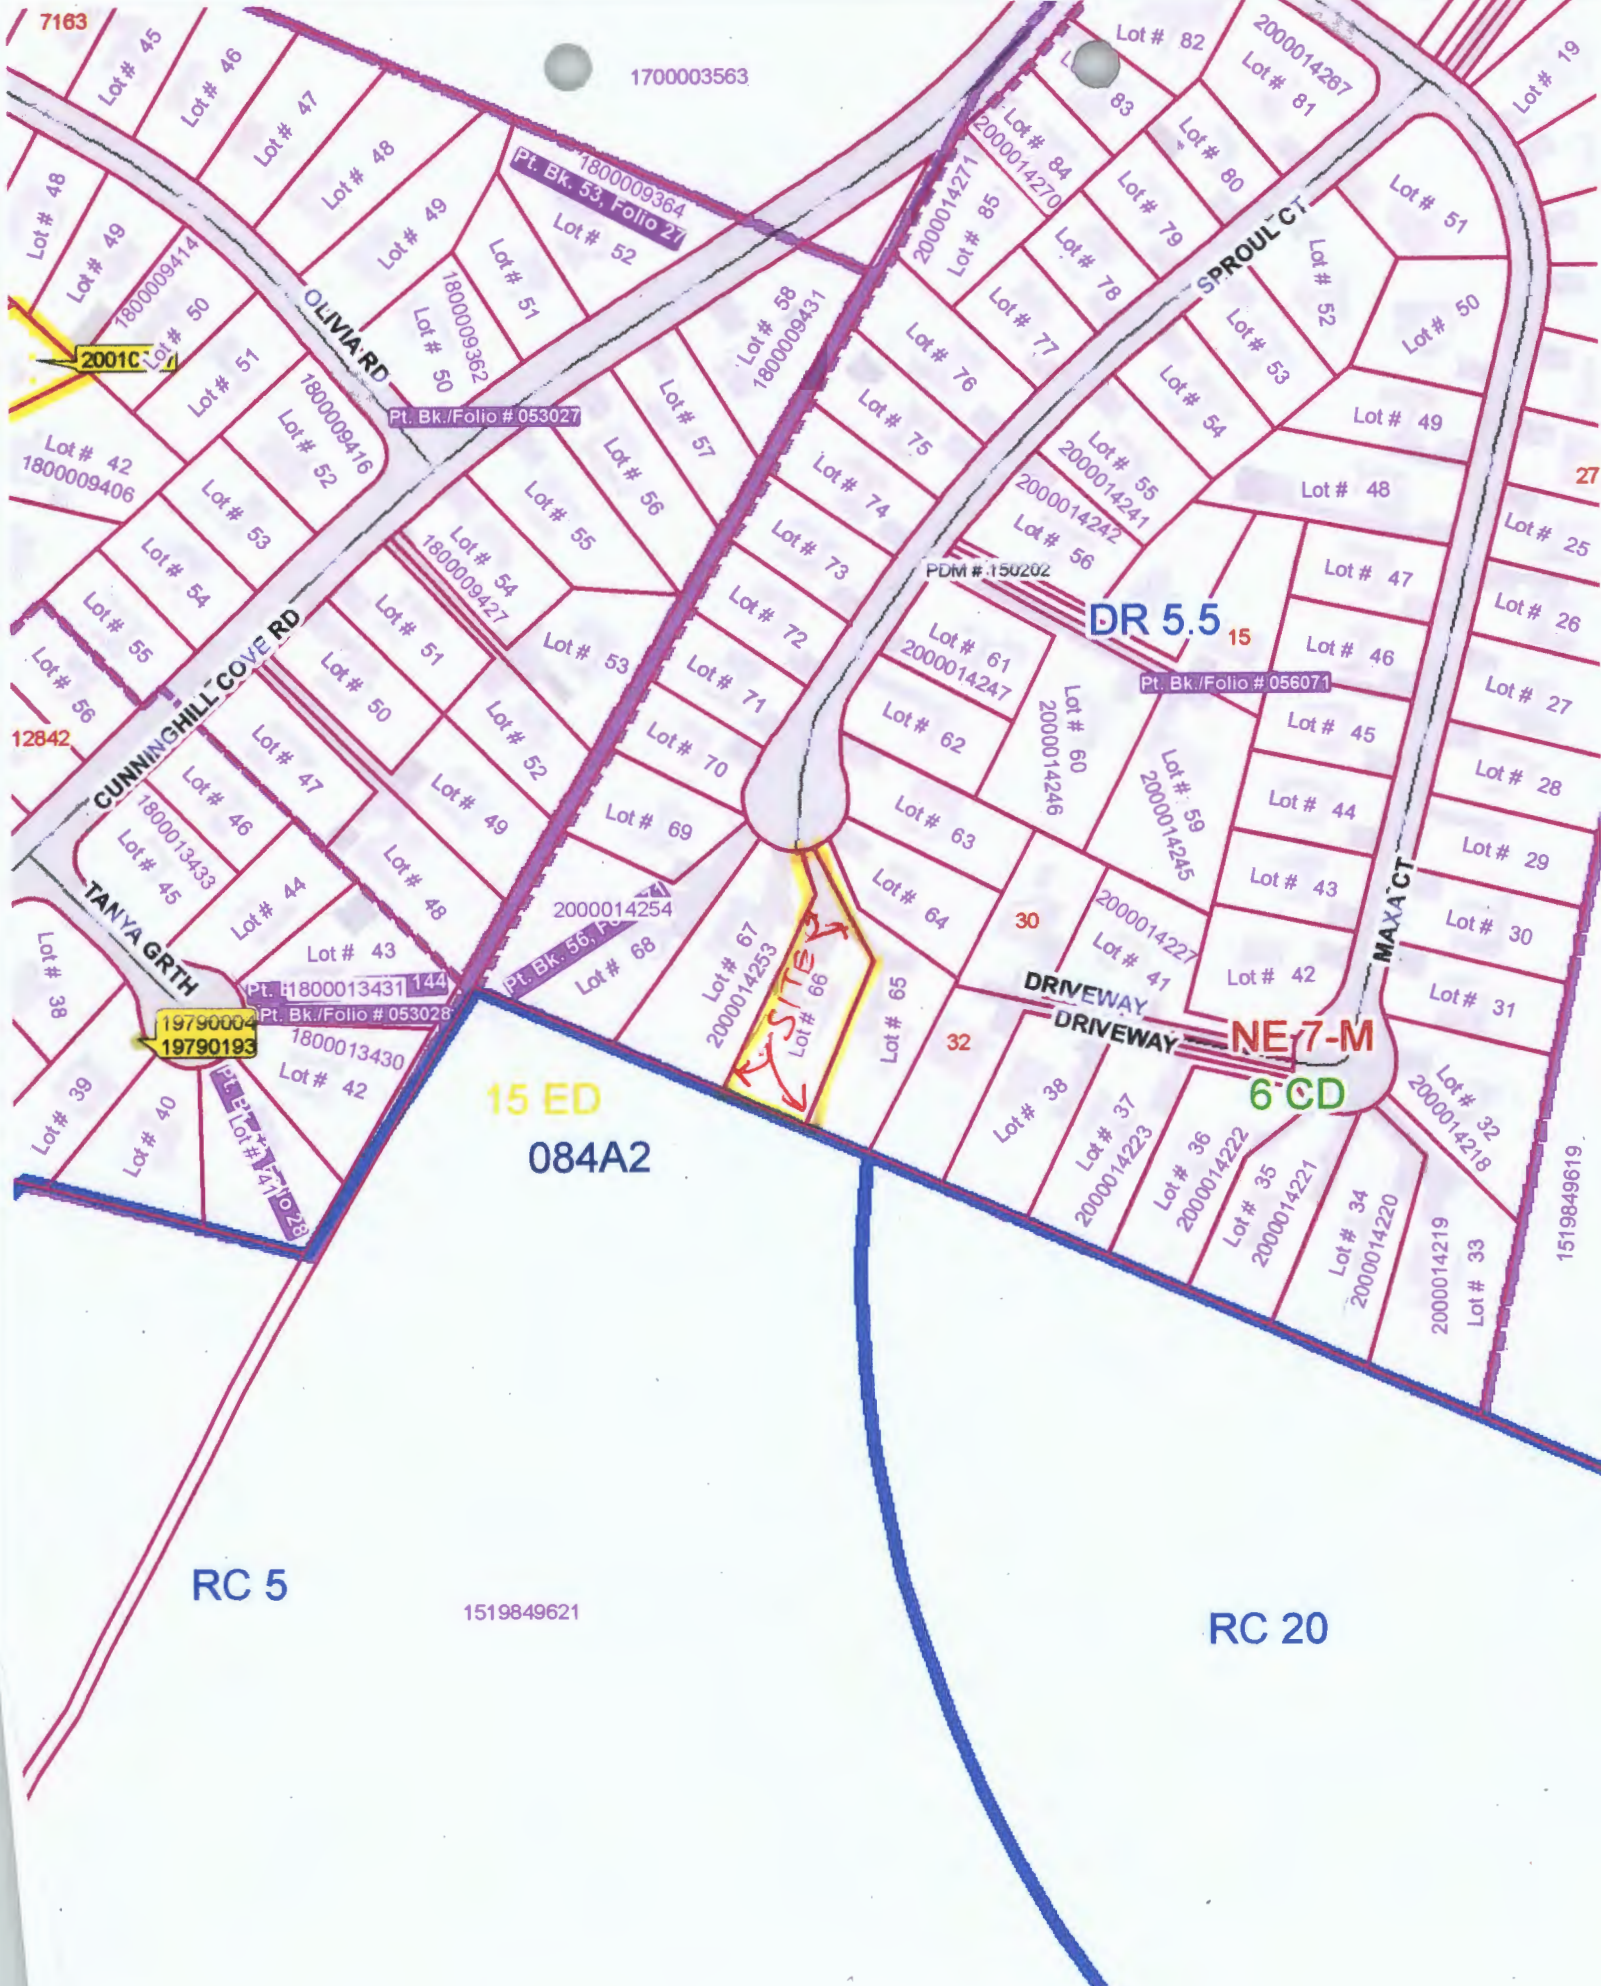 7163
Lot # 45
Lot # 46
Lot # 47
Lot # 48
Lot # 49
1700003563
1800009364
Pt. Bk. 53, Folio 27
Lot # 52
Lot # 51
1800009362
Lot # 50
Lot # 82
83
2000014267
Lot # 81
Lot # 19
Lot # 84
2000014270
2000014271
Lot # 85
Lot # 80
Lot # 79
Lot # 78
Lot # 77
Lot # 76
Lot # 75
Lot # 74
Lot # 73
Lot # 72
Lot # 71
Lot # 70
Lot # 69
SPROUL CT
Lot # 51
Lot # 52
Lot # 50
Lot # 53
Lot # 49
Lot # 54
Lot # 48
Lot # 55
2000014241
2000014242
Lot # 56
Lot # 48
Lot # 49
1800009414
Lot # 50
OLIVIA RD
Lot # 51
1800009416
Lot # 52
Pt. Bk./Folio # 053027
Lot # 42
1800009406
Lot # 53
Lot # 54
Lot # 55
Lot # 56
12842
CUNNINGHILL COVE RD
Lot # 58
1800009431
Lot # 57
Lot # 56
Lot # 55
Lot # 54
1800009427
Lot # 53
Lot # 51
Lot # 50
Lot # 52
Lot # 49
Lot # 47
Lot # 46
1800013433
Lot # 45
Lot # 44
Lot # 48
Lot # 43
TANYA GRTH
Lot # 38
1800013431
144
Pt. Bk./Folio # 053028
19790004
19790193
1800013430
Lot # 42
Lot # 39
Lot # 40
Lot # 41
PDM # 150202
DR 5.5
15
Pt. Bk./Folio # 056071
27
Lot # 47
Lot # 46
Lot # 45
Lot # 44
Lot # 43
Lot # 42
Lot # 25
Lot # 26
Lot # 27
Lot # 28
Lot # 29
Lot # 30
Lot # 31
MAXA CT
Lot # 61
2000014247
Lot # 62
Lot # 60
2000014246
Lot # 59
2000014245
Lot # 63
Lot # 64
30
2000014227
Lot # 41
2000014254
Lot # 68
Lot # 67
2000014253
SITE
Lot # 66
Lot # 65
32
DRIVEWAY
DRIVEWAY
NE 7-M
6 CD
Lot # 38
Lot # 37
2000014223
Lot # 36
2000014222
Lot # 35
2000014221
Lot # 34
2000014220
Lot # 32
2000014218
2000014219
Lot # 33
1519849619
15 ED
084A2
RC 5
1519849621
RC 20